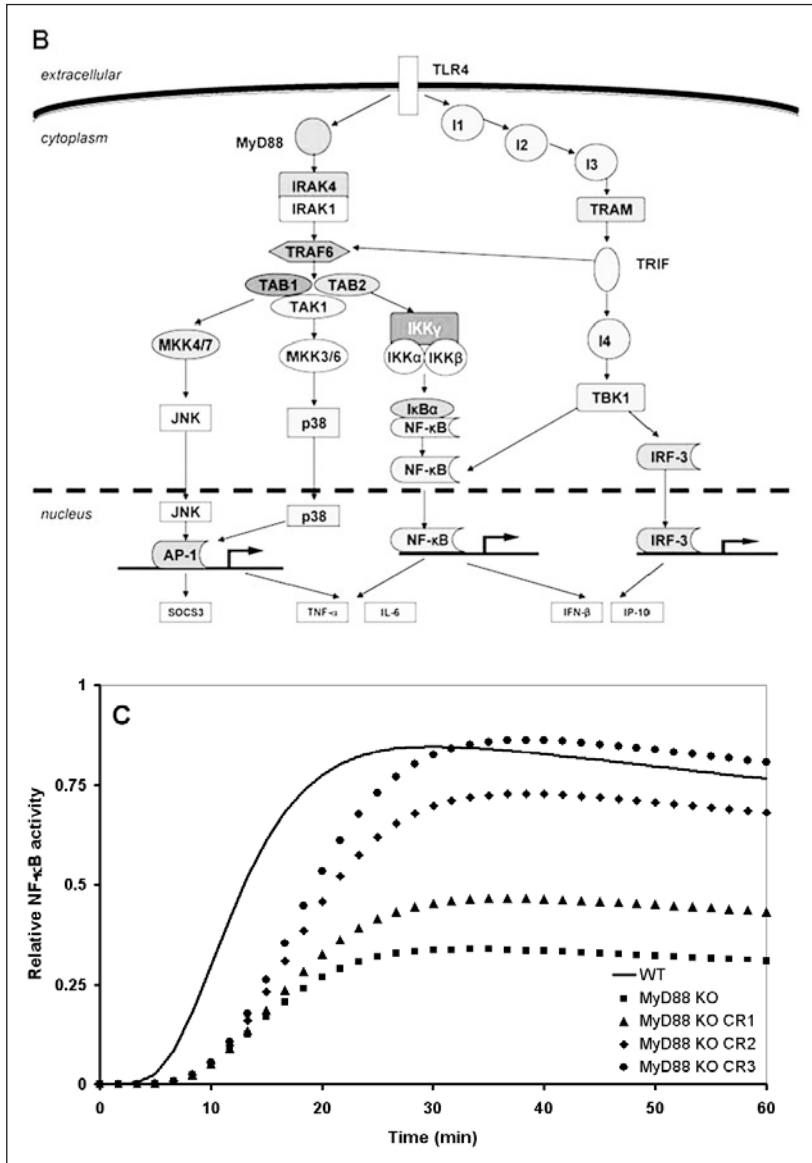 B
extracellular
TLR4
cytoplasm
MyD88
I1
I2
I3
IRAK4
IRAK1
TRAM
TRAF6
TRIF
TAB1
TAB2
TAK1
IKKγ
MKK4/7
MKK3/6
IKKα
IKKβ
I4
IκBα
NF-κB
TBK1
JNK
p38
NF-κB
IRF-3
nucleus
JNK
p38
AP-1
NF-κB
IRF-3
SOCS3
TNF-α
IL-6
IFN-β
IP-10
C
1
0.75
0.5
0.25
0
Relative NF-κB activity
WT
MyD88 KO
MyD88 KO CR1
MyD88 KO CR2
MyD88 KO CR3
0 10 20 30 40 50 60
Time (min)